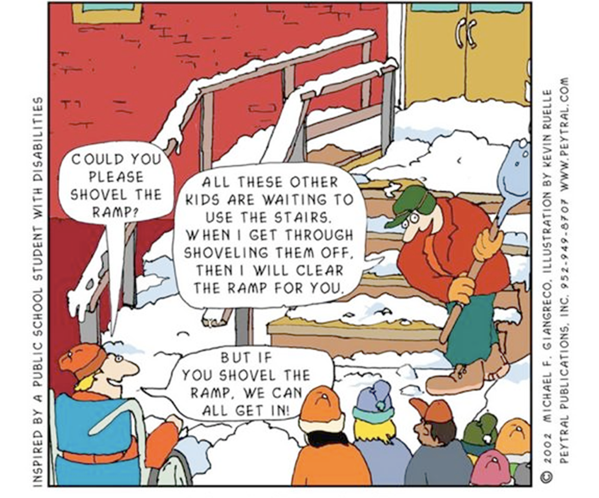 COULD YOU
PLEASE
SHOVEL THE
RAMP?
ALL THESE OTHER
KIDS ARE WAITING TO
USE THE STAIRS.
WHEN I GET THROUGH
SHOVELING THEM OFF,
THEN I WILL CLEAR
THE RAMP FOR YOU.
BUT IF
YOU SHOVEL THE
RAMP, WE CAN
ALL GET IN!
INSPIRED BY A PUBLIC SCHOOL STUDENT WITH DISABILITIES
© 2002 MICHAEL F. GIANGRECO, ILLUSTRATION BY KEVIN RUELLE
PEYTRAL PUBLICATIONS, INC. 952-949-8707 WWW.PEYTRAL.COM